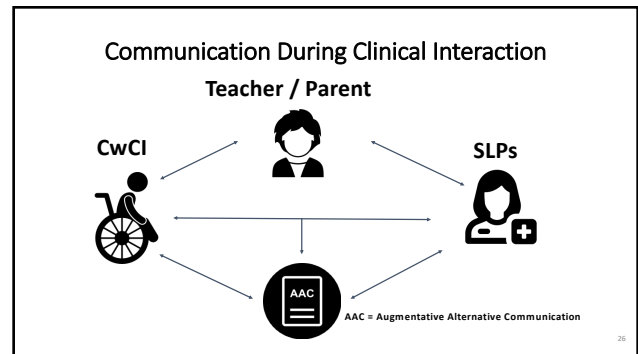 Communication During Clinical Interaction
Teacher / Parent
CwCI
SLPs
AAC
AAC = Augmentative Alternative Communication
26